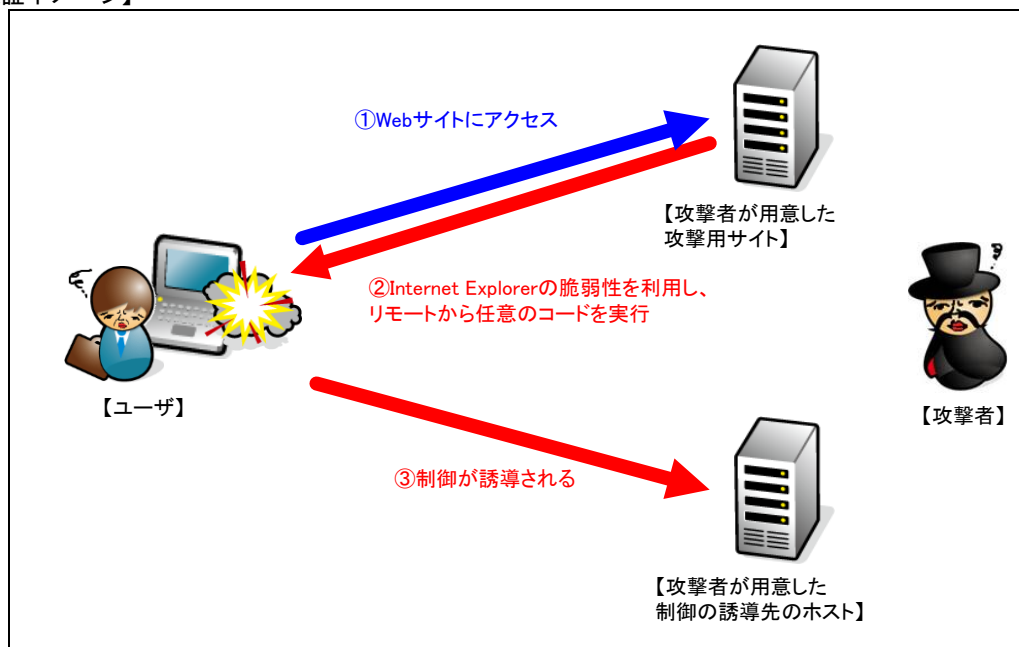 ①Webサイトにアクセス
【攻撃者が用意した
攻撃用サイト】
②Internet Explorerの脆弱性を利用し、
リモートから任意のコードを実行
【ユーザ】
【攻撃者】
③制御が誘導される
【攻撃者が用意した
制御の誘導先のホスト】